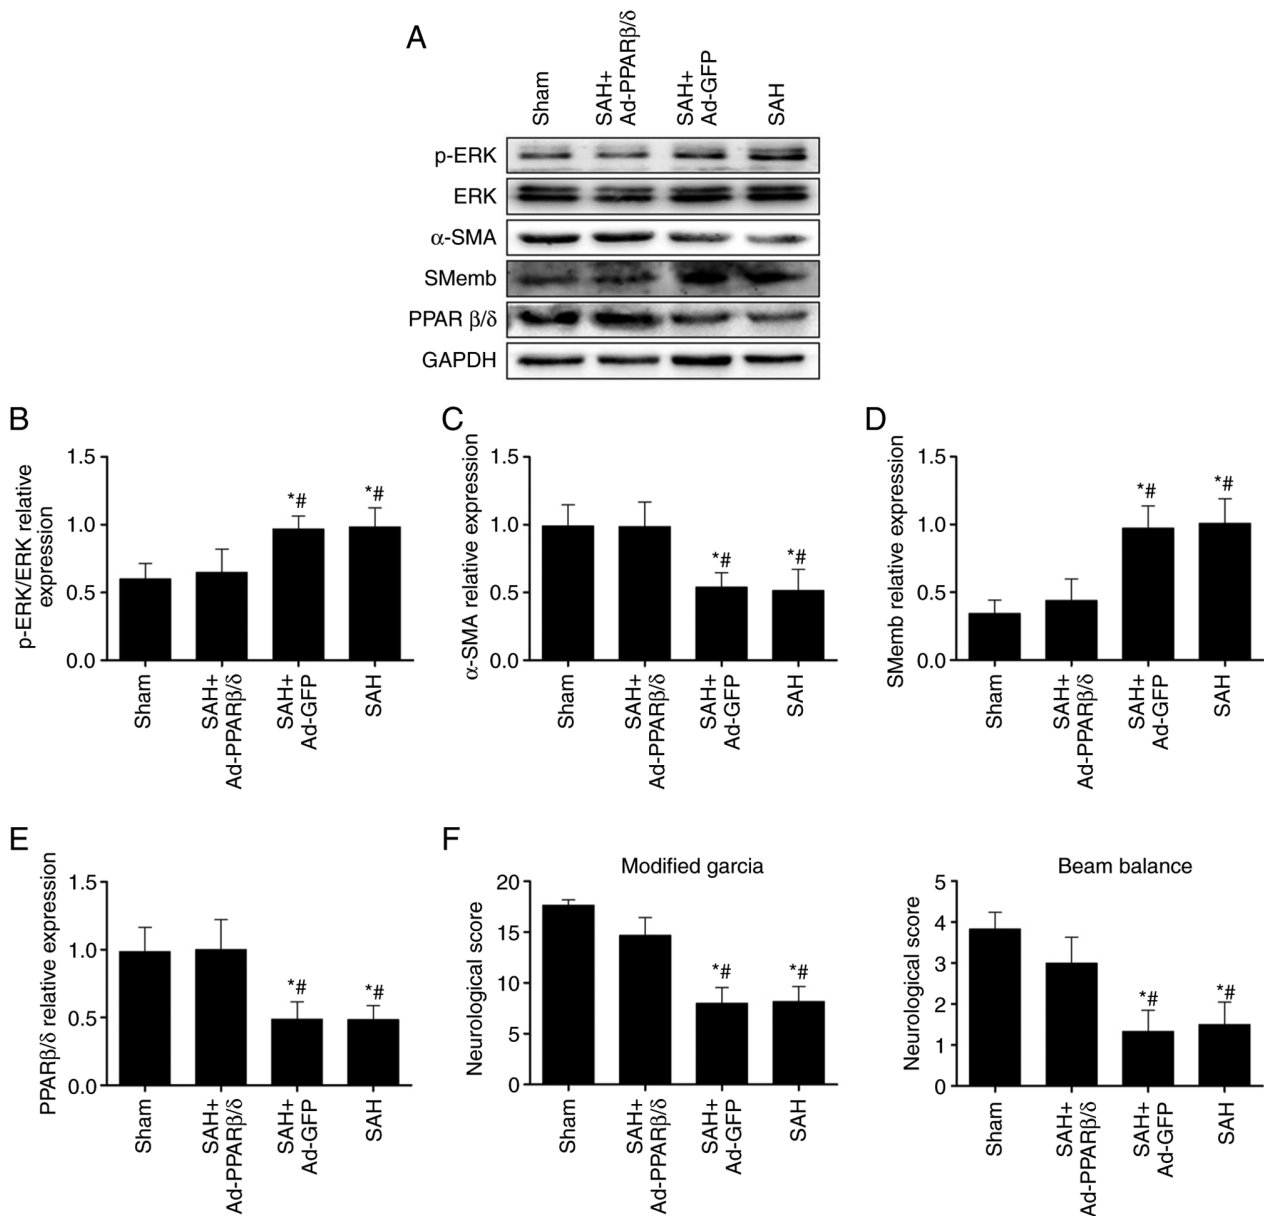 A
Sham
SAH+
Ad-PPARβ/δ
SAH+
Ad-GFP
SAH
p-ERK
ERK
α-SMA
SMemb
PPAR β/δ
GAPDH
B
p-ERK/ERK relative
expression
1.5
1.0
0.5
0.0
*#
*#
Sham
SAH+
Ad-PPARβ/δ
SAH+
Ad-GFP
SAH
C
α-SMA relative expression
1.5
1.0
0.5
0.0
*#
*#
Sham
SAH+
Ad-PPARβ/δ
SAH+
Ad-GFP
SAH
D
SMemb relative expression
1.5
1.0
0.5
0.0
*#
*#
Sham
SAH+
Ad-PPARβ/δ
SAH+
Ad-GFP
SAH
E
PPARβ/δ relative expression
1.5
1.0
0.5
0.0
*#
*#
Sham
SAH+
Ad-PPARβ/δ
SAH+
Ad-GFP
SAH
F
Modified garcia
Neurological score
20
15
10
5
0
*#
*#
Sham
SAH+
Ad-PPARβ/δ
SAH+
Ad-GFP
SAH
Beam balance
Neurological score
5
4
3
2
1
0
*#
*#
Sham
SAH+
Ad-PPARβ/δ
SAH+
Ad-GFP
SAH